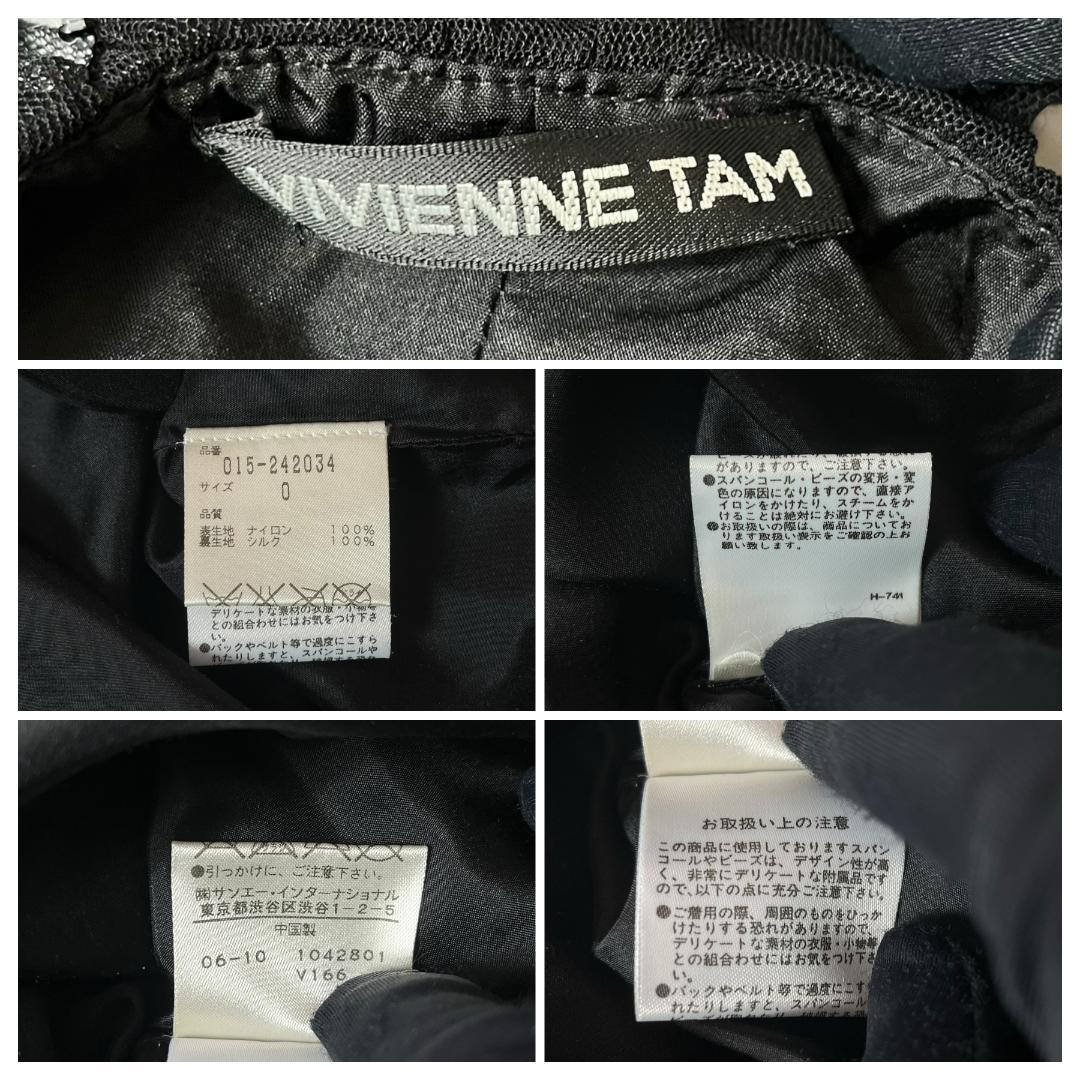 VIVIENNE TAM
品番
015-242034
サイズ
0
品質
表生地 ナイロン 100%
裏生地 シルク 100%
デリケートな素材の衣服・小物等
との組合わせにはお気をつけ下さ
い。
●バックやベルト等で過度にこすら
れたりしますと、スパンコールや
がありますので、ご注意下さい。
●スパンコール・ビーズの変形・変
色の原因になりますので、直接ア
イロンをかけたり、スチームをか
けることは絶対にお避け下さい。
●お取扱いの際は、商品についてお
ります取扱い表示をご確認の上お
願い致します。
H-741
●引っかけに、ご注意下さい。
㈱サンエー・インターナショナル
東京都渋谷区渋谷1-2-5
中国製
06-10 1042801
V166
お取扱い上の注意
この商品に使用しておりますスパン
コールやビーズは、デザイン性が高
く、非常にデリケートな附属品です
ので、以下の点に充分ご注意下さい。
●ご着用の際、周囲のものをひっか
けたりする恐れがありますので、
デリケートな素材の衣服・小物等
との組合わせにはお気をつけ下さ
い。
●バックやベルト等で過度にこすら
れたりしますと、スパンコール